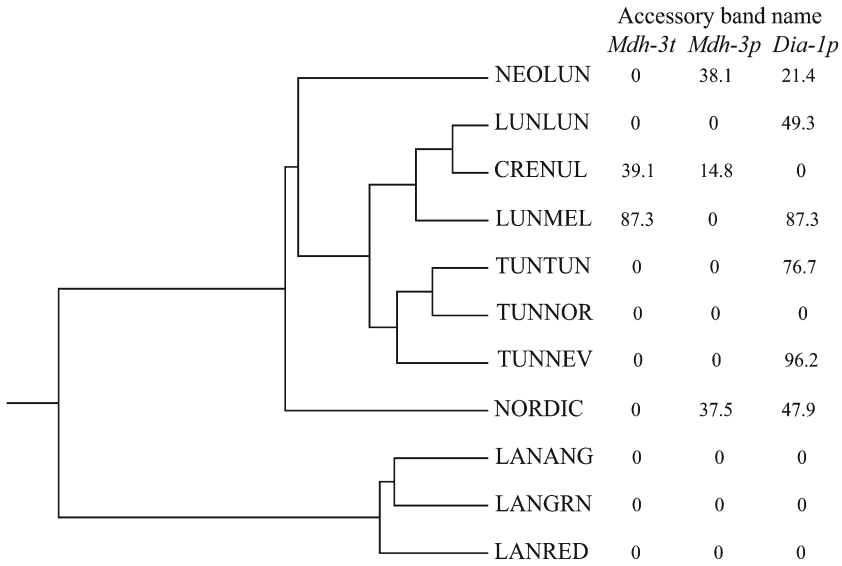 Accessory band name
Mdh-3t Mdh-3p Dia-1p
NEOLUN 0 38.1 21.4
LUNLUN 0 0 49.3
CRENUL 39.1 14.8 0
LUNMEL 87.3 0 87.3
TUNTUN 0 0 76.7
TUNNOR 0 0 0
TUNNEV 0 0 96.2
NORDIC 0 37.5 47.9
LANANG 0 0 0
LANGRN 0 0 0
LANRED 0 0 0